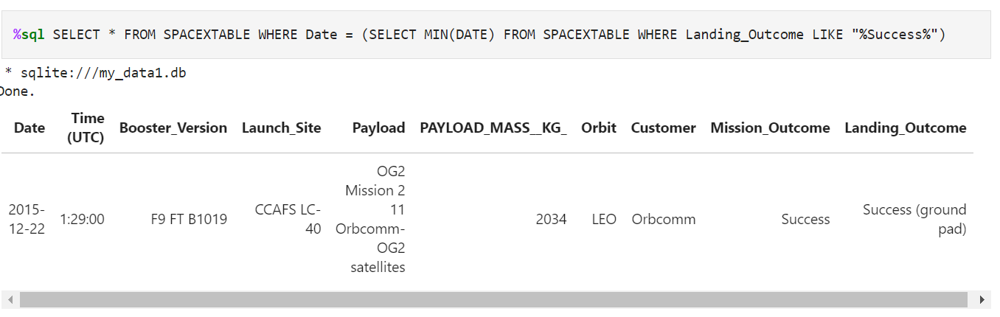 %sql SELECT * FROM SPACEXTABLE WHERE Date = (SELECT MIN(DATE) FROM SPACEXTABLE WHERE Landing_Outcome LIKE "%Success%")
* sqlite:///my_data1.db
Done.
Date Time (UTC) Booster_Version Launch_Site Payload PAYLOAD_MASS__KG_ Orbit Customer Mission_Outcome Landing_Outcome
2015-12-22 1:29:00 F9 FT B1019 CCAFS LC-40 OG2 Mission 2 11 Orbcomm-OG2 satellites 2034 LEO Orbcomm Success Success (ground pad)